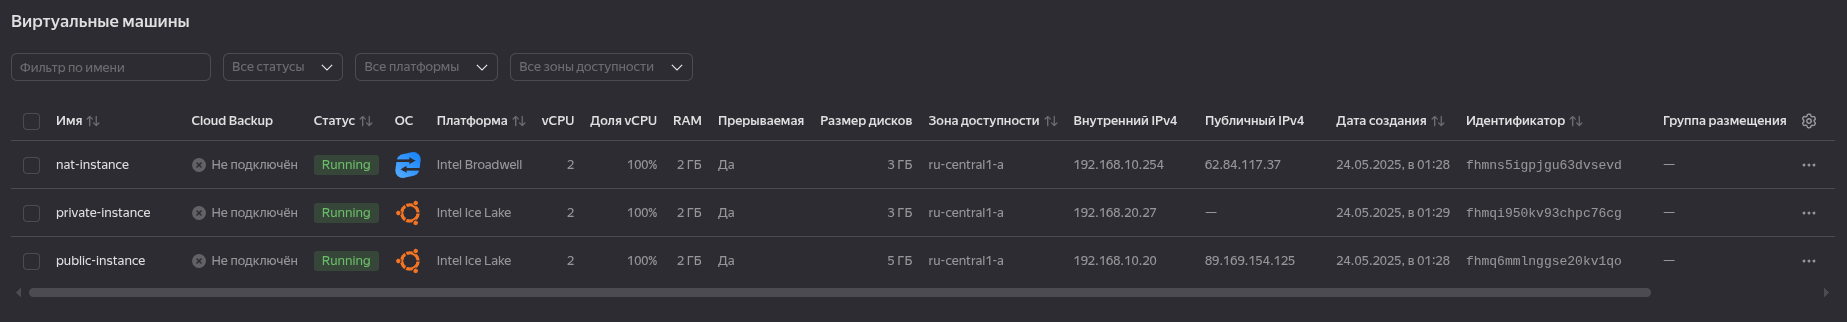 Виртуальные машины
Фильтр по имени Все статусы Все платформы Все зоны доступности
Имя Cloud Backup Статус ОС Платформа vCPU Доля vCPU RAM Прерываемая Размер дисков Зона доступности Внутренний IPv4 Публичный IPv4 Дата создания Идентификатор Группа размещения
nat-instance Не подключён Running Intel Broadwell 2 100% 2 ГБ Да 3 ГБ ru-central1-a 192.168.10.254 62.84.117.37 24.05.2025, в 01:28 fhmns5igpjgu63dvsevd —
private-instance Не подключён Running Intel Ice Lake 2 100% 2 ГБ Да 3 ГБ ru-central1-a 192.168.20.27 — 24.05.2025, в 01:29 fhmqi950kv93chpc76cg —
public-instance Не подключён Running Intel Ice Lake 2 100% 2 ГБ Да 5 ГБ ru-central1-a 192.168.10.20 89.169.154.125 24.05.2025, в 01:28 fhmq6mmlnggse20kv1qo —